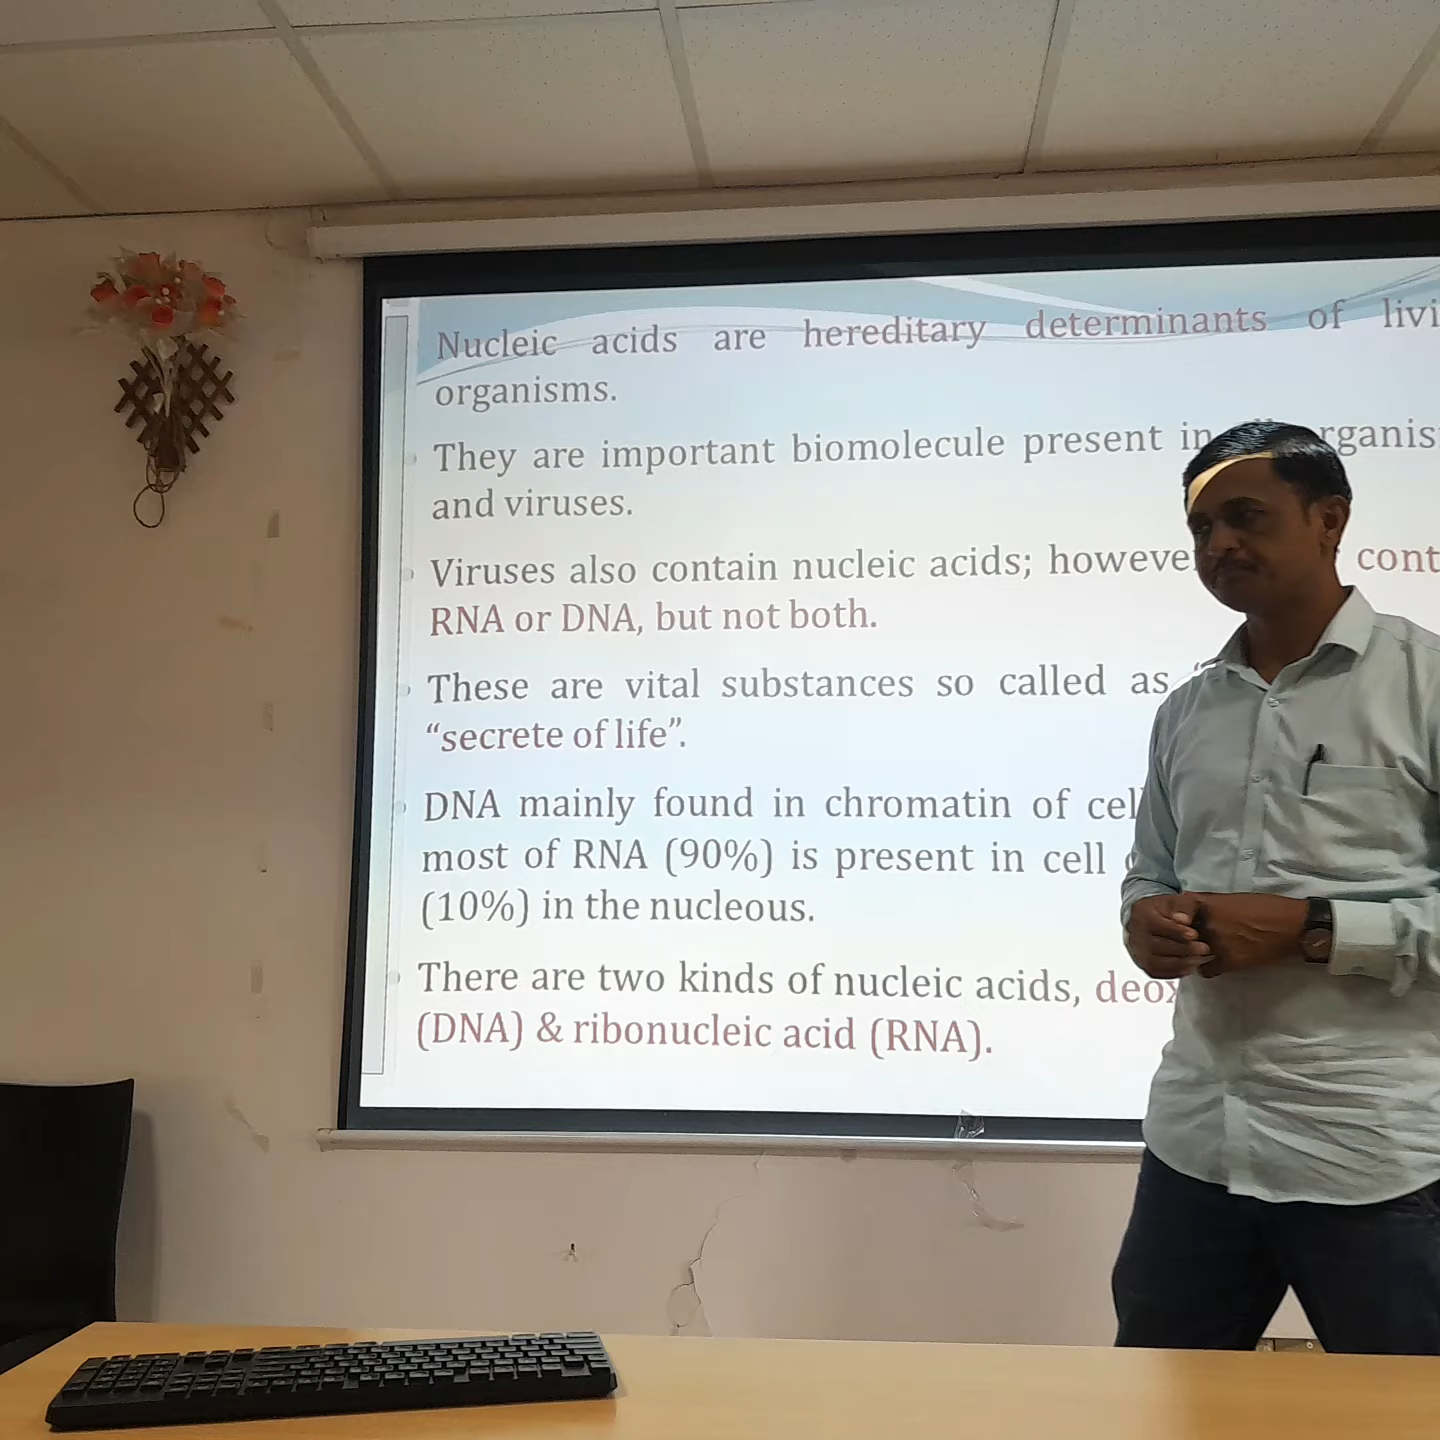 Nucleic acids are hereditary determinants of livi
organisms.
They are important biomolecule present in rganis
and viruses.
Viruses also contain nucleic acids; howeve cont
RNA or DNA, but not both.
These are vital substances so called as
“secrete of life”.
DNA mainly found in chromatin of cel
most of RNA (90%) is present in cell
(10%) in the nucleous.
There are two kinds of nucleic acids, deox
(DNA) & ribonucleic acid (RNA).